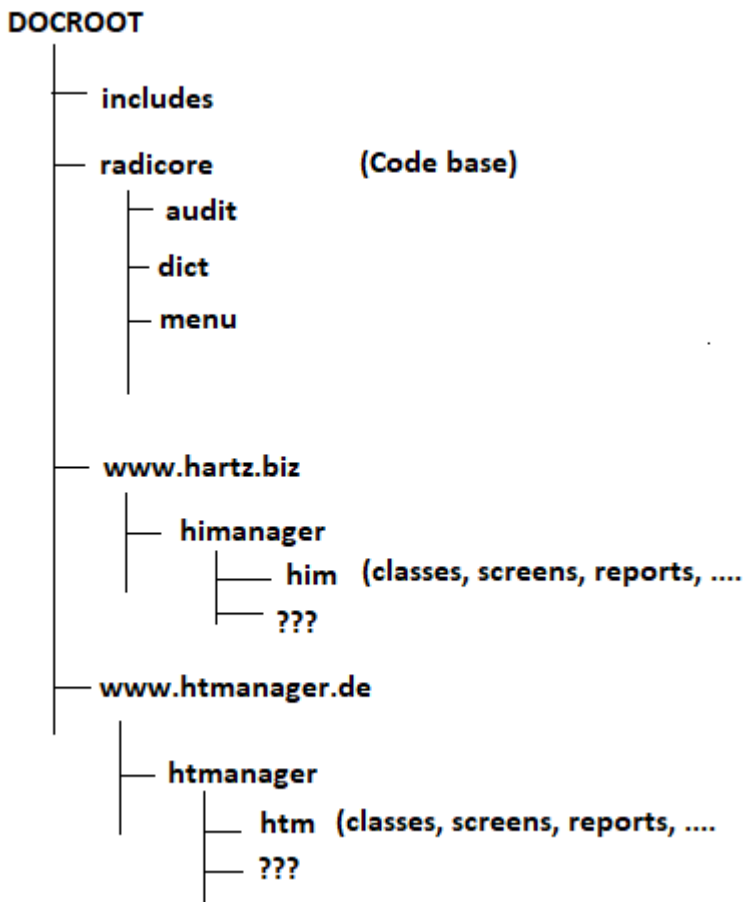 DOCROOT
includes
radicore (Code base)
audit
dict
menu
www.hartz.biz
himanager
him (classes, screens, reports, ....
???
www.htmanager.de
htmanager
htm (classes, screens, reports, ....
???